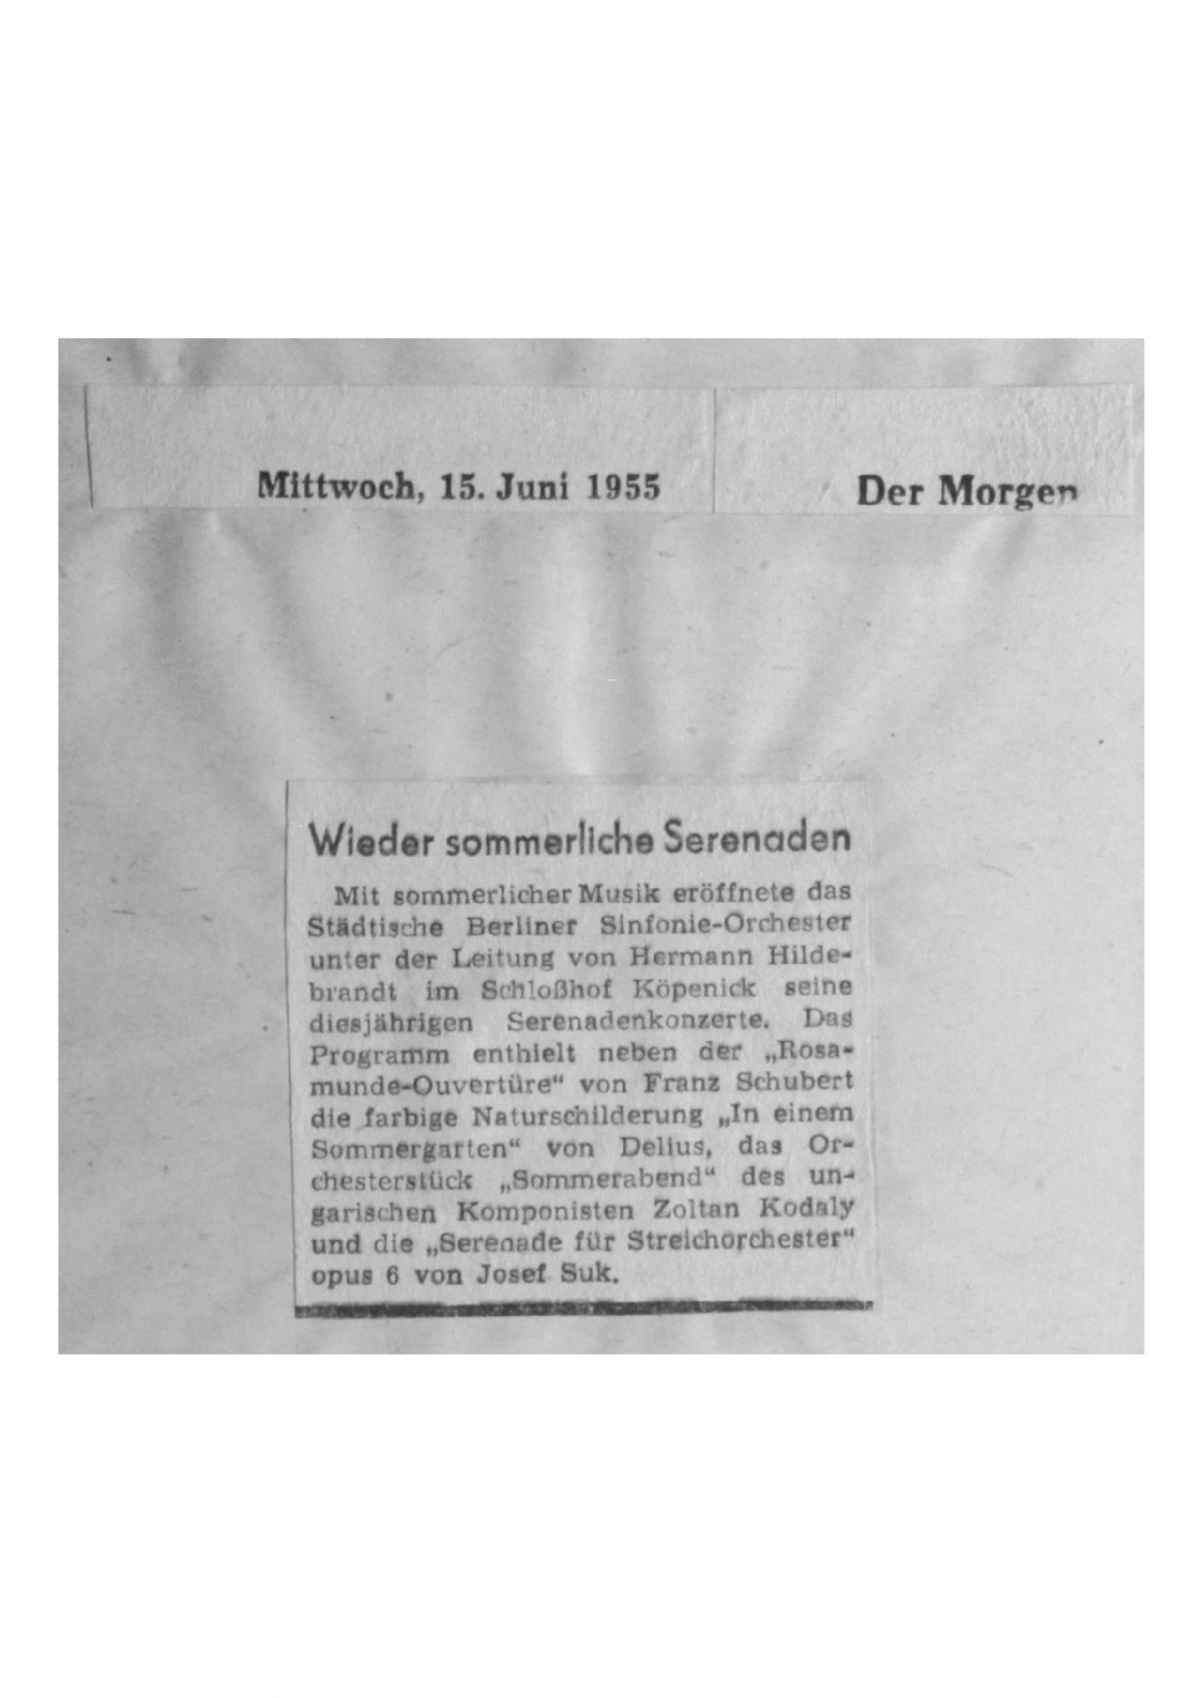 Mittwoch, 15. Juni 1955
Der Morgen
Wieder sommerliche Serenaden
Mit sommerlicher Musik eröffnete das
Städtische Berliner Sinfonie-Orchester
unter der Leitung von Hermann Hilde-
brandt im Schloßhof Köpenick seine
diesjährigen Serenadenkonzerte. Das
Programm enthielt neben der „Rosa-
munde-Ouvertüre“ von Franz Schubert
die farbige Naturschilderung „In einem
Sommergarten“ von Delius, das Or-
chesterstück „Sommerabend“ des un-
garischen Komponisten Zoltan Kodaly
und die „Serenade für Streichorchester“
opus 6 von Josef Suk.